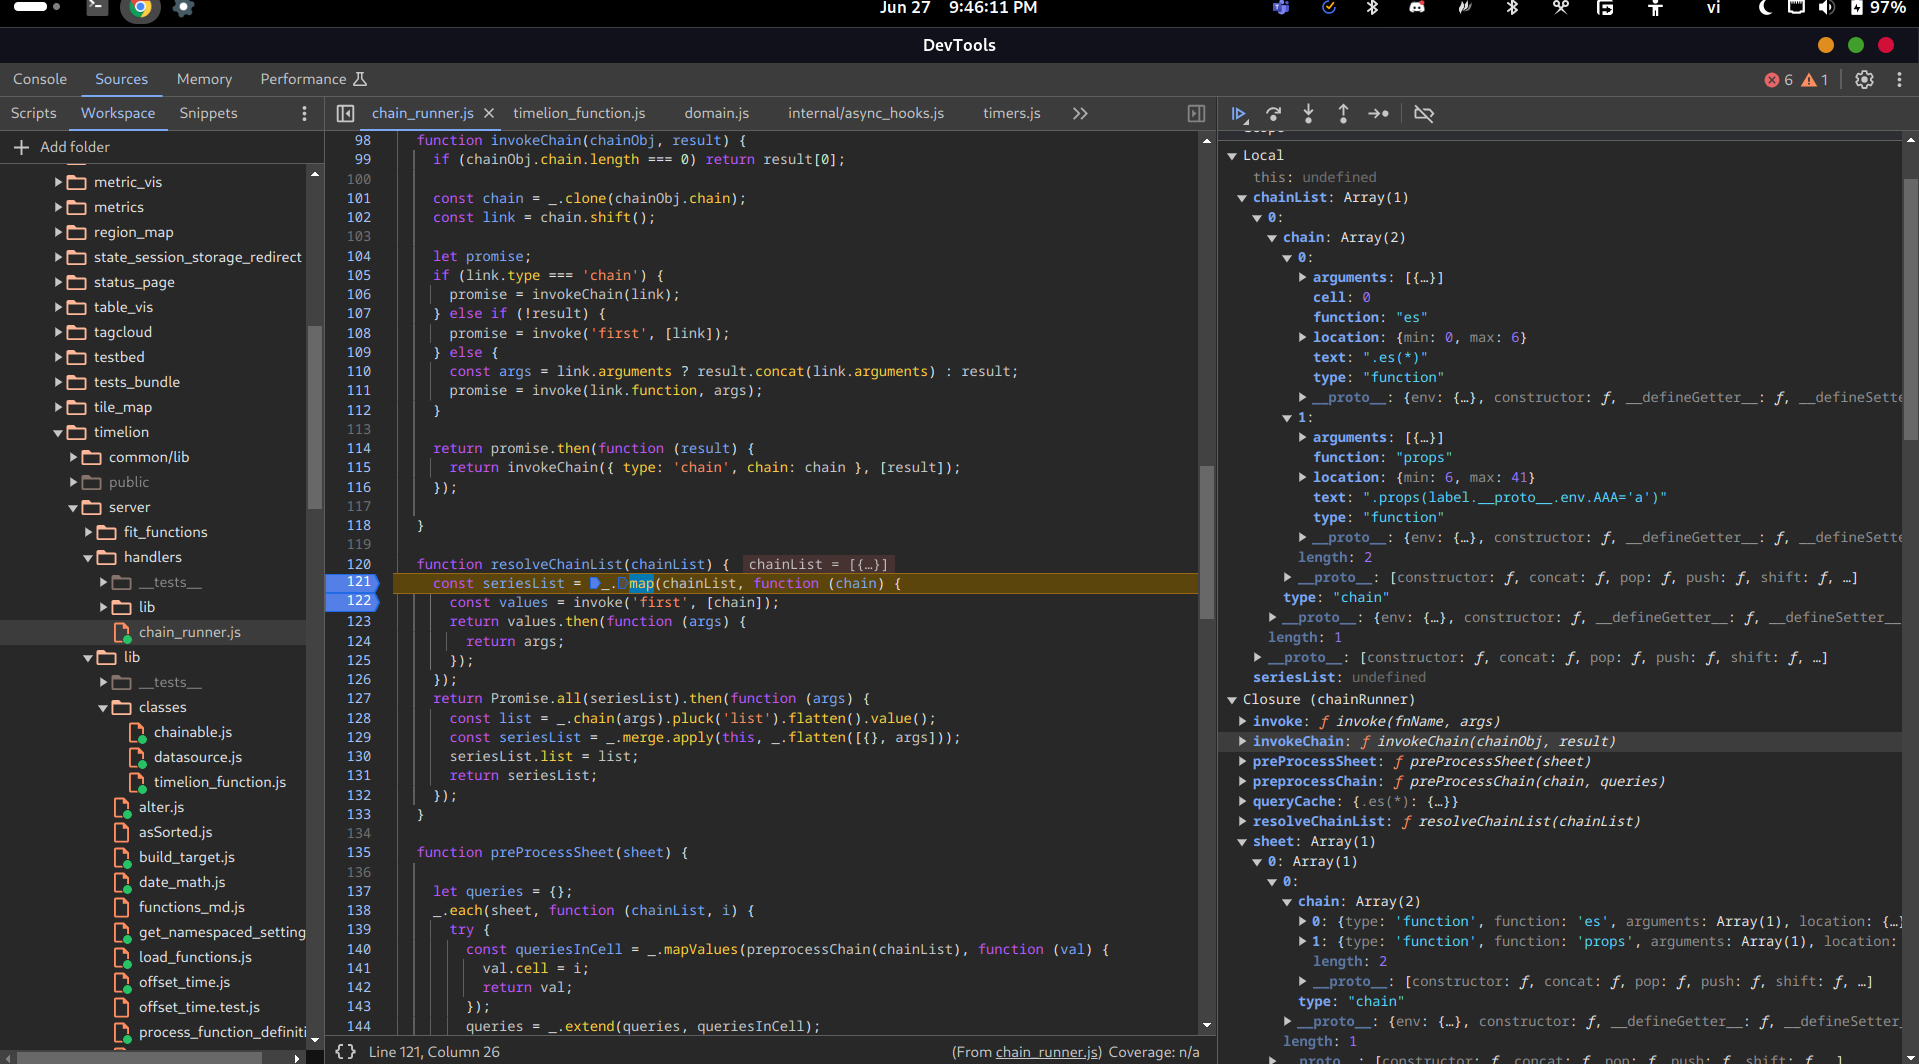 Jun 27 9:46:11 PM
vi
97%
DevTools
Console Sources Memory Performance
6 1
Scripts Workspace Snippets
chain_runner.js timelion_function.js domain.js internal/async_hooks.js timers.js
Add folder
metric_vis
metrics
region_map
state_session_storage_redirect
status_page
table_vis
tagcloud
testbed
tests_bundle
tile_map
timelion
common/lib
public
server
fit_functions
handlers
__tests__
lib
chain_runner.js
lib
__tests__
classes
chainable.js
datasource.js
timelion_function.js
alter.js
asSorted.js
build_target.js
date_math.js
functions_md.js
get_namespaced_setting
load_functions.js
offset_time.js
offset_time.test.js
process_function_definiti
98 function invokeChain(chainObj, result) {
99 if (chainObj.chain.length === 0) return result[0];
100
101 const chain = _.clone(chainObj.chain);
102 const link = chain.shift();
103
104 let promise;
105 if (link.type === 'chain') {
106 promise = invokeChain(link);
107 } else if (!result) {
108 promise = invoke('first', [link]);
109 } else {
110 const args = link.arguments ? result.concat(link.arguments) : result;
111 promise = invoke(link.function, args);
112 }
113
114 return promise.then(function (result) {
115 return invokeChain({ type: 'chain', chain: chain }, [result]);
116 });
117
118 }
119
120 function resolveChainList(chainList) { chainList = [{…}]
121 const seriesList = _.map(chainList, function (chain) {
122 const values = invoke('first', [chain]);
123 return values.then(function (args) {
124 return args;
125 });
126 });
127 return Promise.all(seriesList).then(function (args) {
128 const list = _.chain(args).pluck('list').flatten().value();
129 const seriesList = _.merge.apply(this, _.flatten([{}, args]));
130 seriesList.list = list;
131 return seriesList;
132 });
133 }
134
135 function preProcessSheet(sheet) {
136
137 let queries = {};
138 _.each(sheet, function (chainList, i) {
139 try {
140 const queriesInCell = _.mapValues(preprocessChain(chainList), function (val) {
141 val.cell = i;
142 return val;
143 });
144 queries = _.extend(queries, queriesInCell);
{} Line 121, Column 26 (From chain_runner.js) Coverage: n/a
Local
this: undefined
chainList: Array(1)
0:
chain: Array(2)
0:
arguments: [{…}]
cell: 0
function: "es"
location: {min: 0, max: 6}
text: ".es(*)"
type: "function"
__proto__: {env: {…}, constructor: ƒ, __defineGetter__: ƒ, __defineSette
1:
arguments: [{…}]
function: "props"
location: {min: 6, max: 41}
text: ".props(label.__proto__.env.AAA='a')"
type: "function"
__proto__: {env: {…}, constructor: ƒ, __defineGetter__: ƒ, __defineSette
length: 2
__proto__: [constructor: ƒ, concat: ƒ, pop: ƒ, push: ƒ, shift: ƒ, …]
type: "chain"
__proto__: {env: {…}, constructor: ƒ, __defineGetter__: ƒ, __defineSetter__
length: 1
__proto__: [constructor: ƒ, concat: ƒ, pop: ƒ, push: ƒ, shift: ƒ, …]
seriesList: undefined
Closure (chainRunner)
invoke: ƒ invoke(fnName, args)
invokeChain: ƒ invokeChain(chainObj, result)
preProcessSheet: ƒ preProcessSheet(sheet)
preprocessChain: ƒ preProcessChain(chain, queries)
queryCache: {.es(*): {…}}
resolveChainList: ƒ resolveChainList(chainList)
sheet: Array(1)
0: Array(1)
0:
chain: Array(2)
0: {type: 'function', function: 'es', arguments: Array(1), location: {…}
1: {type: 'function', function: 'props', arguments: Array(1), location:
length: 2
__proto__: [constructor: ƒ, concat: ƒ, pop: ƒ, push: ƒ, shift: ƒ, …]
type: "chain"
__proto__: {env: {…}, constructor: ƒ, __defineGetter__: ƒ, __defineSetter_
length: 1
__proto__: [constructor: ƒ, concat: ƒ, pop: ƒ, push: ƒ, shift: ƒ, …]